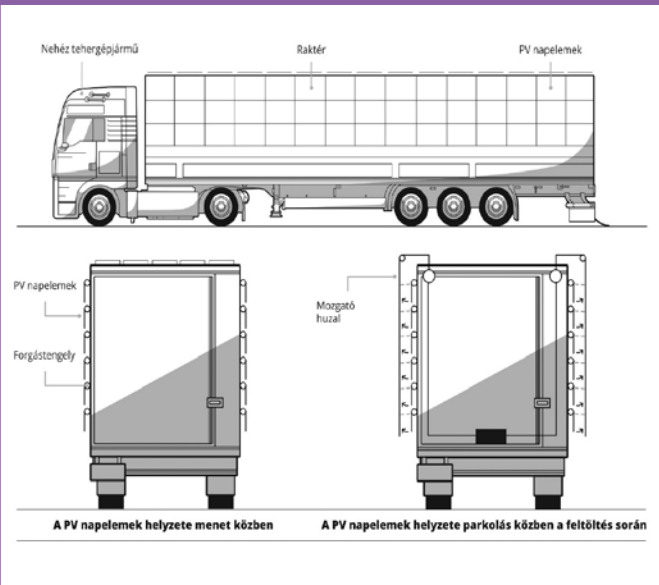 Nehéz tehergépjármű
Raktér
PV napelemek
PV napelemek
Forgástengely
Mozgató
huzal
A PV napelemek helyzete menet közben
A PV napelemek helyzete parkolás közben a feltöltés során